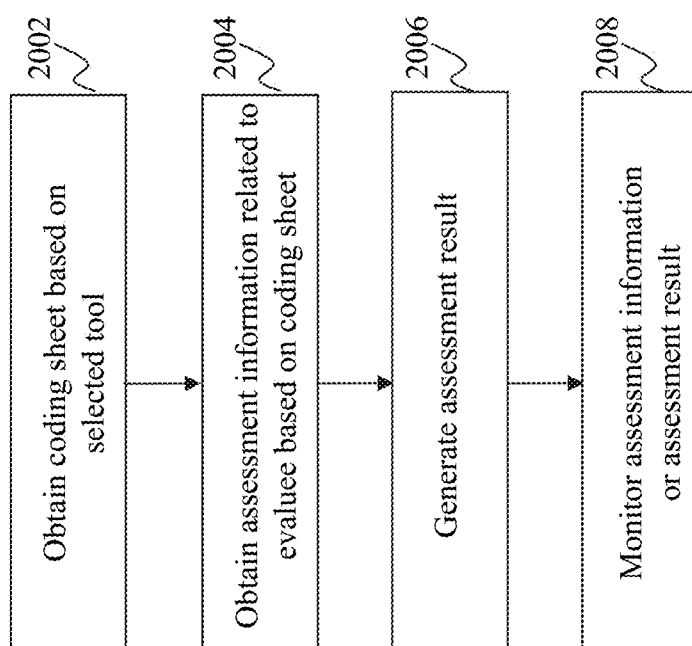 Obtain coding sheet based on
selected tool
2002
Obtain assessment information related to
evaluee based on coding sheet
2004
Generate assessment result
2006
Monitor assessment information
or assessment result
2008